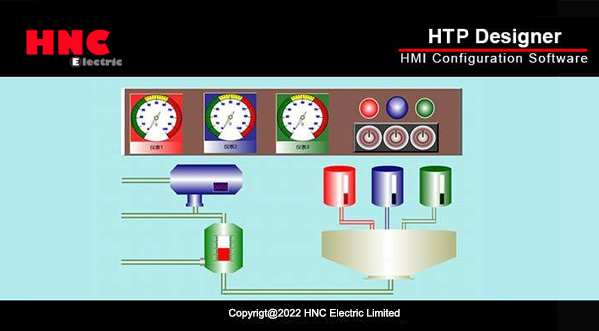 HNC
Electric
HTP Designer
HMI Configuration Software
仪表1
仪表2
仪表3
Copyrigt@2022 HNC Electric Limited